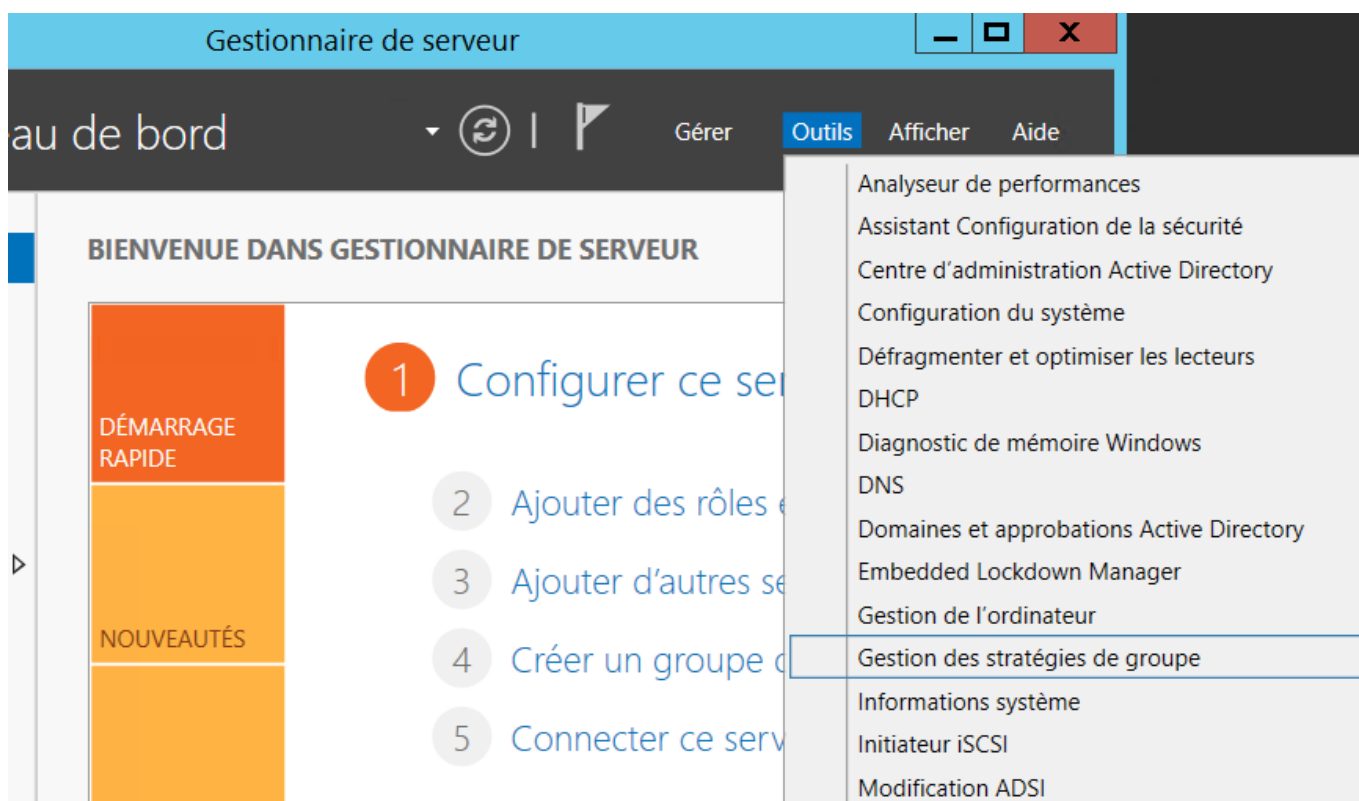 Gestionnaire de serveur
au de bord
Gérer Outils Afficher Aide
BIENVENUE DANS GESTIONNAIRE DE SERVEUR
DÉMARRAGE
RAPIDE
NOUVEAUTÉS
1 Configurer ce ser
2 Ajouter des rôles
3 Ajouter d'autres se
4 Créer un groupe
5 Connecter ce serv
Analyseur de performances
Assistant Configuration de la sécurité
Centre d'administration Active Directory
Configuration du système
Défragmenter et optimiser les lecteurs
DHCP
Diagnostic de mémoire Windows
DNS
Domaines et approbations Active Directory
Embedded Lockdown Manager
Gestion de l'ordinateur
Gestion des stratégies de groupe
Informations système
Initiateur iSCSI
Modification ADSI